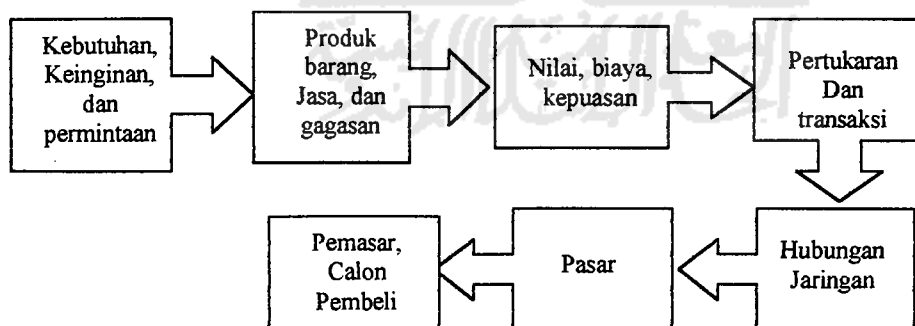 Kebutuhan,
Keinginan,
dan
permintaan
Produk
barang,
Jasa, dan
gagasan
Nilai, biaya,
kepuasan
Pertukaran
Dan
transaksi
Hubungan
Jaringan
Pasar
Pemasar,
Calon
Pembeli